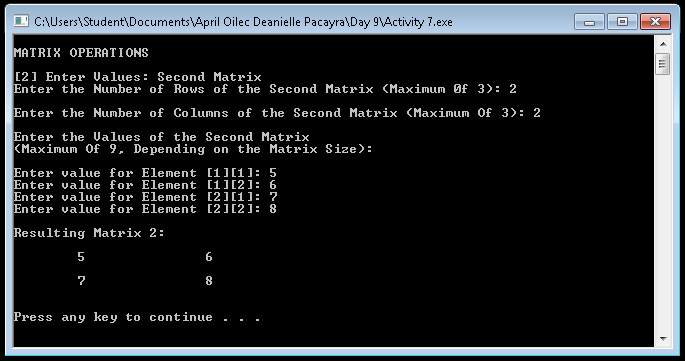 C:\Users\Student\Documents\April Oilec Deanielle Pacayra\Day 9\Activity 7.exe
MATRIX OPERATIONS
[2] Enter Values: Second Matrix
Enter the Number of Rows of the Second Matrix (Maximum Of 3): 2
Enter the Number of Columns of the Second Matrix (Maximum Of 3): 2
Enter the Values of the Second Matrix
(Maximum Of 9, Depending on the Matrix Size):
Enter value for Element [1][1]: 5
Enter value for Element [1][2]: 6
Enter value for Element [2][1]: 7
Enter value for Element [2][2]: 8
Resulting Matrix 2:
5 6
7 8
Press any key to continue . . .